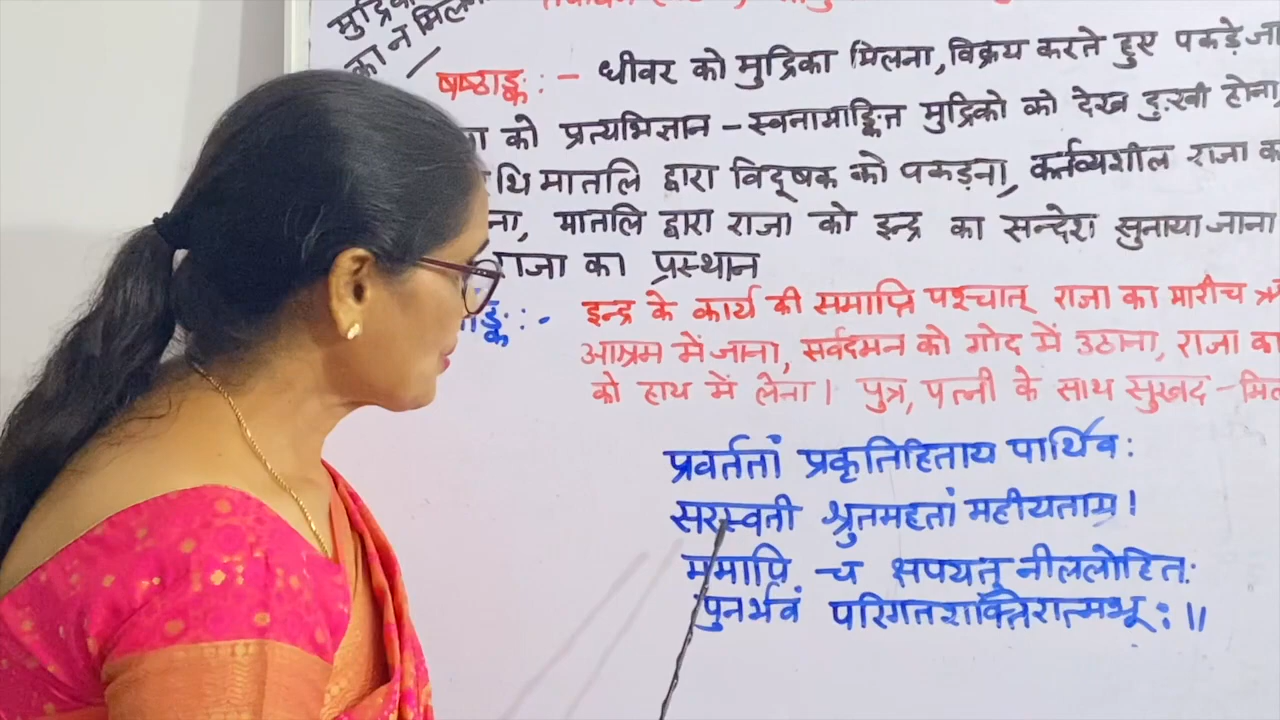 मुद्रिका
का न मिलना
षष्ठाङ्क: - धीवर को मुद्रिका मिलना, विक्रय करते हुए पकड़े जा
को प्रत्यभिज्ञान - स्वनामाङ्कित मुद्रिको को देख दुःखी होना,
थि मातलि द्वारा विदूषक को पकड़ना, कर्तव्यशील राजा क
ना, मातलि द्वारा राजा को इन्द्र का सन्देश सुनाया जाना
राजा का प्रस्थान
ाङ्क: - इन्द्र के कार्य की समाप्ति पश्चात् राजा का मारीच ऋ
आश्रम में जाना, सर्वदमन को गोद में उठाना, राजा का
को हाथ में लेना। पुत्र, पत्नी के साथ सुखद - मिल
प्रवर्ततां प्रकृतिहिताय पार्थिवः
सरस्वती श्रुतमहतां महीयताम्।
ममापि च क्षपयतु नीललोहितः
पुनर्भवं परिगतशक्तिरात्मभूः॥